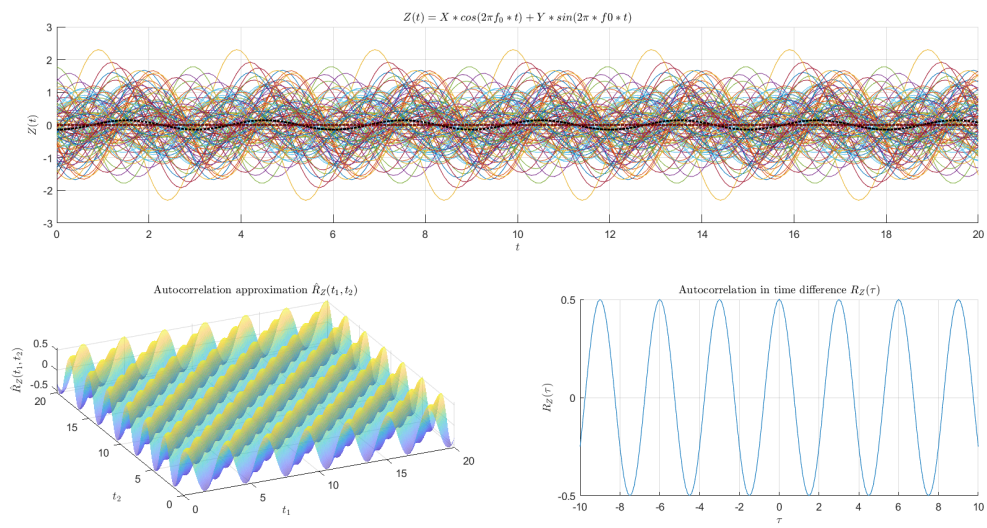 Z(t) = X ∗ cos(2πf₀ ∗ t) + Y ∗ sin(2π ∗ f0 ∗ t)
3
2
1
0
-1
-2
-3
Z(t)
0 2 4 6 8 10 12 14 16 18 20
t
Autocorrelation approximation R̂_Z(t₁, t₂)
0.5
0
-0.5
R̂_Z(t₁, t₂)
20
15
10
5
0
t₂
0 5 10 15 20
t₁
Autocorrelation in time difference R_Z(τ)
0.5
0
-0.5
R_Z(τ)
-10 -8 -6 -4 -2 0 2 4 6 8 10
τ